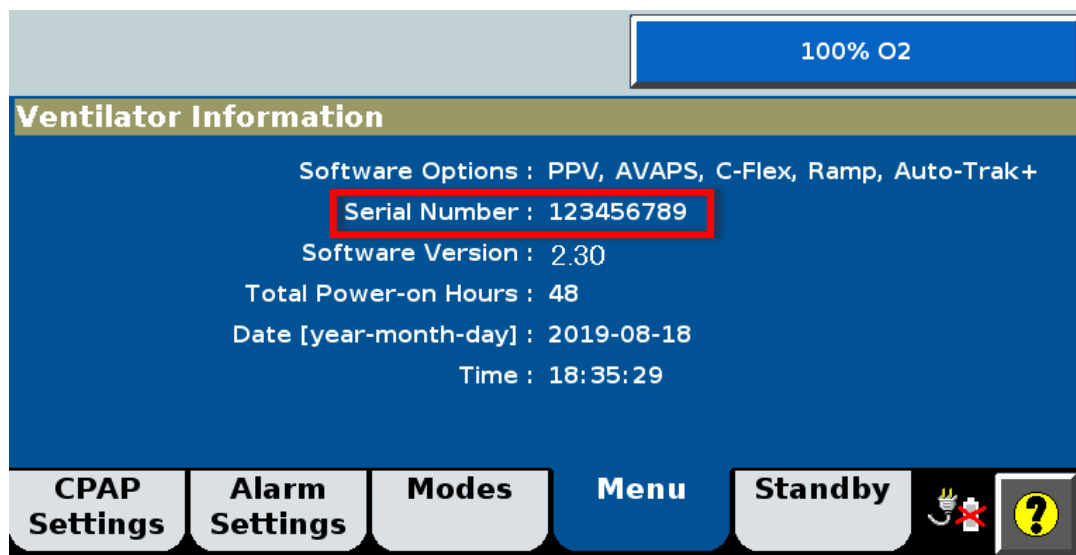 100% O2
Ventilator Information
Software Options : PPV, AVAPS, C-Flex, Ramp, Auto-Trak+
Serial Number : 123456789
Software Version : 2.30
Total Power-on Hours : 48
Date [year-month-day] : 2019-08-18
Time : 18:35:29
CPAP Settings
Alarm Settings
Modes
Menu
Standby
?